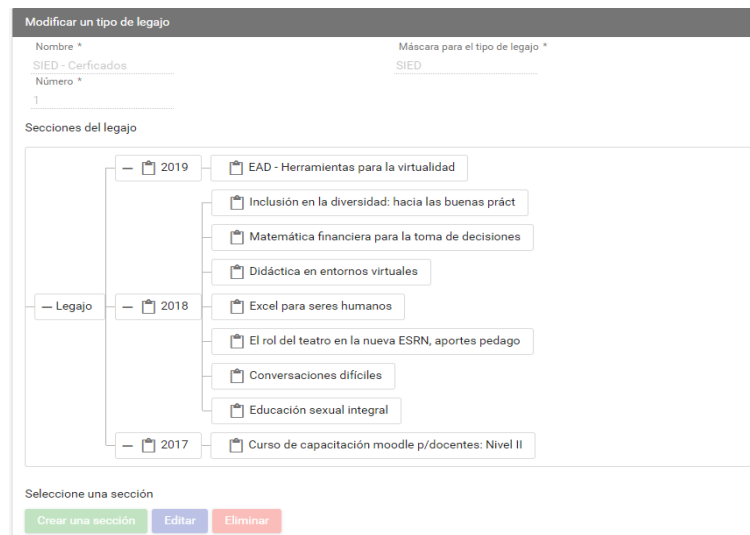 Modificar un tipo de legajo
Nombre *
Máscara para el tipo de legajo *
SIED - Cerficados
SIED
Número *
1
Secciones del legajo
2019
EAD - Herramientas para la virtualidad
Inclusión en la diversidad: hacia las buenas práct
Matemática financiera para la toma de decisiones
Didáctica en entornos virtuales
Legajo
2018
Excel para seres humanos
El rol del teatro en la nueva ESRN, aportes pedago
Conversaciones difíciles
Educación sexual integral
2017
Curso de capacitación moodle p/docentes: Nivel II
Seleccione una sección
Crear una sección
Editar
Eliminar